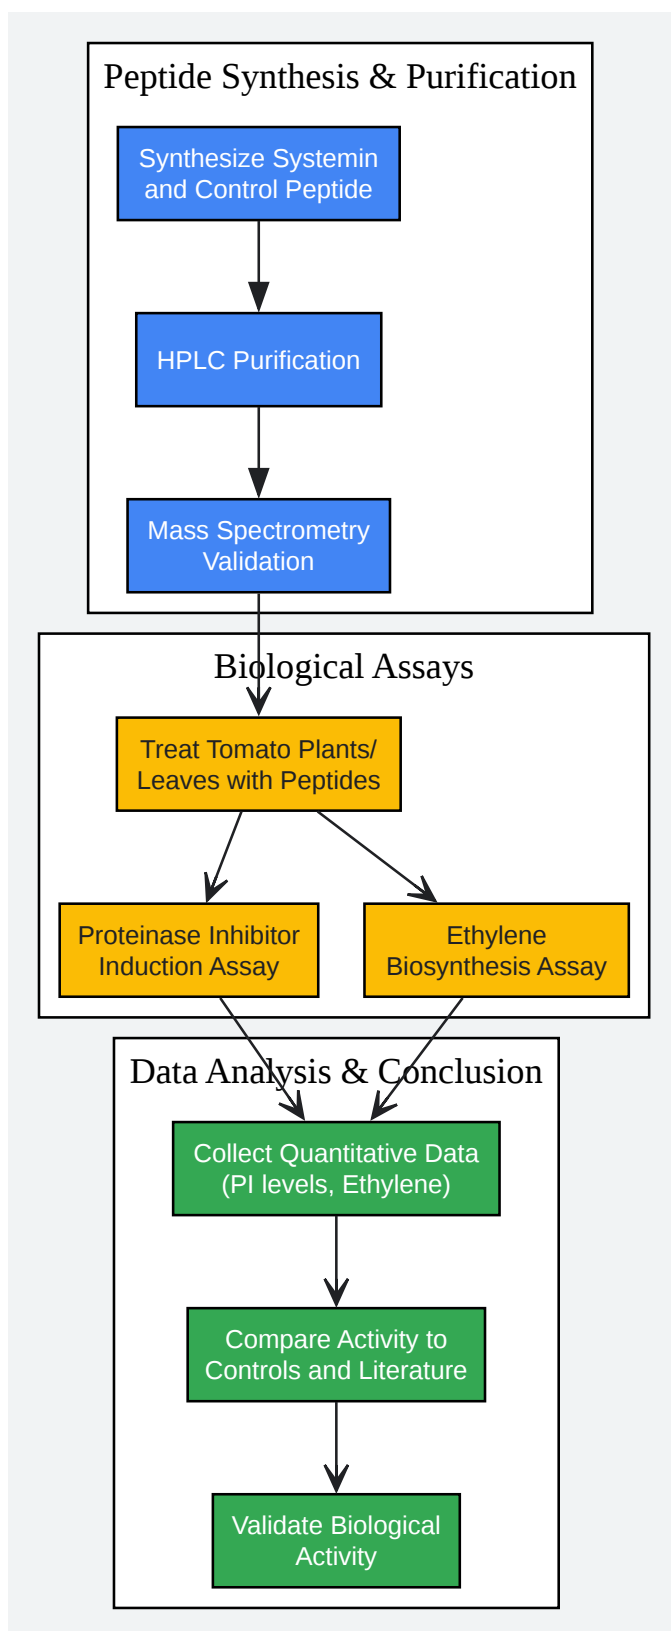 Peptide Synthesis & Purification
Synthesize Systemin
and Control Peptide
HPLC Purification
Mass Spectrometry
Validation
Biological Assays
Treat Tomato Plants/
Leaves with Peptides
Proteinase Inhibitor
Induction Assay
Ethylene
Biosynthesis Assay
Data Analysis & Conclusion
Collect Quantitative Data
(PI levels, Ethylene)
Compare Activity to
Controls and Literature
Validate Biological
Activity